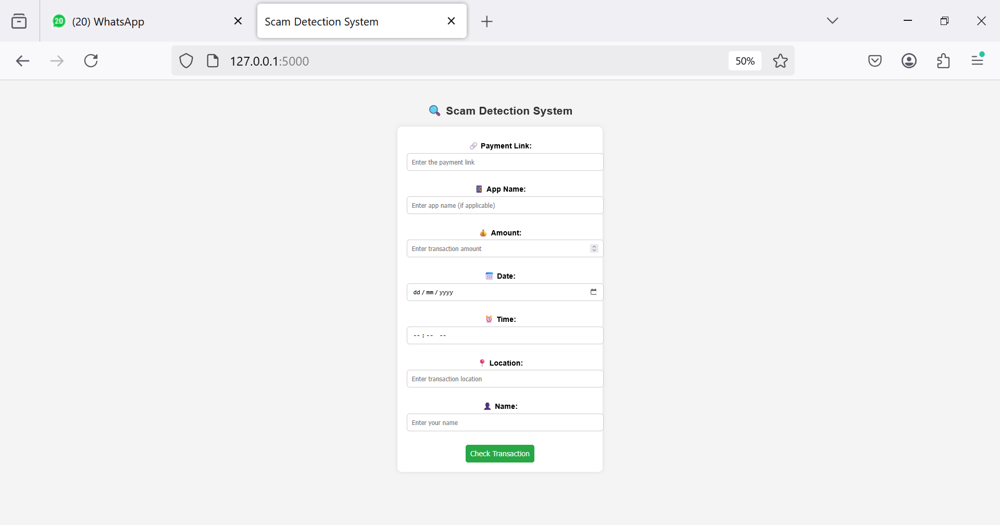 20 (20) WhatsApp
Scam Detection System
127.0.0.1:5000
50%
🔍 Scam Detection System
🔗 Payment Link:
Enter the payment link
📱 App Name:
Enter app name (if applicable)
💰 Amount:
Enter transaction amount
📅 Date:
dd/mm/yyyy
⏰ Time:
--:-- --
📍 Location:
Enter transaction location
👤 Name:
Enter your name
Check Transaction